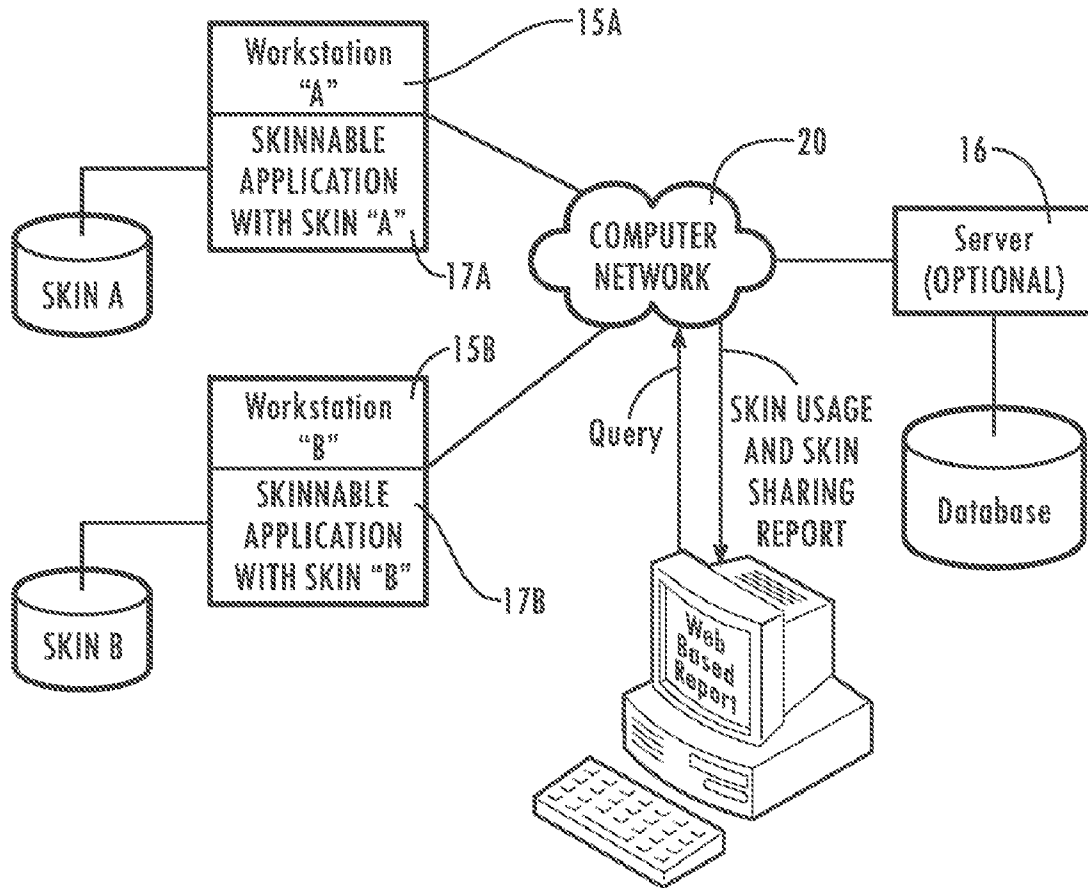 15A
Workstation
“A”
SKINNABLE
APPLICATION
WITH SKIN “A”
17A
SKIN A
20
COMPUTER
NETWORK
16
Server
(OPTIONAL)
Database
15B
Workstation
“B”
SKINNABLE
APPLICATION
WITH SKIN “B”
17B
SKIN B
Query
SKIN USAGE
AND SKIN
SHARING
REPORT
Web
Based
Report